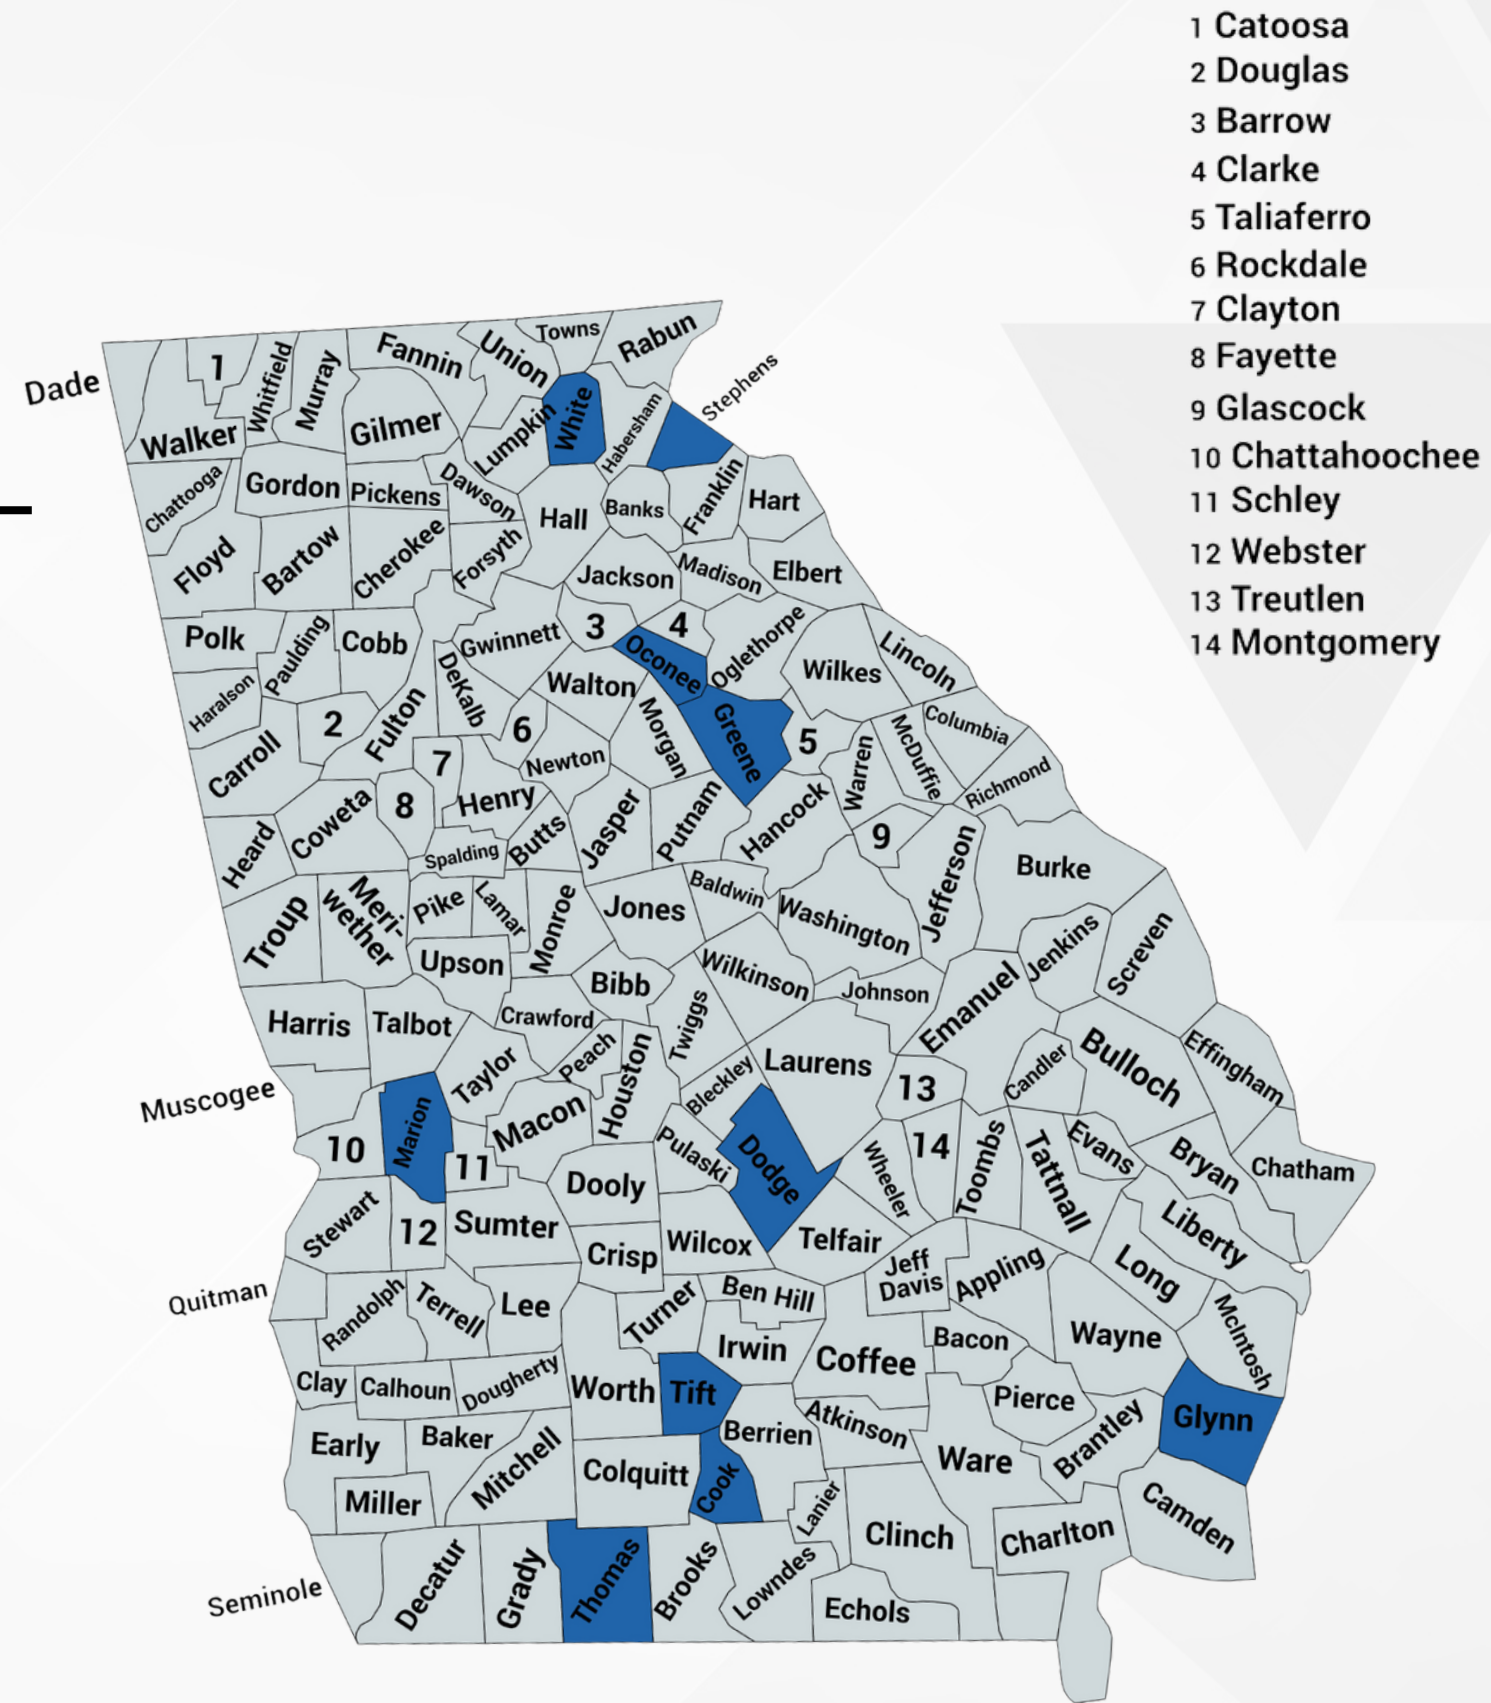 1 Catoosa
2 Douglas
3 Barrow
4 Clarke
5 Taliaferro
6 Rockdale
7 Clayton
8 Fayette
9 Glascock
10 Chattahoochee
11 Schley
12 Webster
13 Treutlen
14 Montgomery
Dade
1
Whitfield
Murray
Fannin
Union
Towns
Rabun
Walker
Gilmer
Lumpkin
White
Habersham
Stephens
Chattooga
Gordon
Pickens
Dawson
Hall
Banks
Franklin
Hart
Floyd
Bartow
Cherokee
Forsyth
Jackson
Madison
Elbert
Polk
Paulding
Cobb
Gwinnett
3
4
Oconee
Oglethorpe
Wilkes
Lincoln
Haralson
2
Fulton
DeKalb
Walton
Morgan
Greene
5
Warren
McDuffie
Columbia
Richmond
Carroll
7
6
Newton
Coweta
8
Henry
Butts
Jasper
Putnam
Hancock
9
Jefferson
Burke
Heard
Spalding
Troup
Meri-
wether
Pike
Lamar
Monroe
Jones
Baldwin
Washington
Jenkins
Screven
Upson
Bibb
Wilkinson
Johnson
Emanuel
Harris
Talbot
Crawford
Twiggs
Taylor
Peach
Houston
Bleckley
Laurens
13
Candler
Bulloch
Effingham
Muscogee
10
Marion
11
Macon
Pulaski
Dodge
Wheeler
14
Toombs
Tattnall
Evans
Bryan
Chatham
Stewart
12
Sumter
Dooly
Crisp
Wilcox
Telfair
Jeff
Davis
Appling
Long
Liberty
Quitman
Randolph
Terrell
Lee
Turner
Ben Hill
Irwin
Coffee
Bacon
Wayne
McIntosh
Clay
Calhoun
Dougherty
Worth
Tift
Berrien
Atkinson
Pierce
Brantley
Glynn
Early
Baker
Mitchell
Colquitt
Cook
Ware
Miller
Lanier
Clinch
Charlton
Camden
Seminole
Decatur
Grady
Thomas
Brooks
Lowndes
Echols